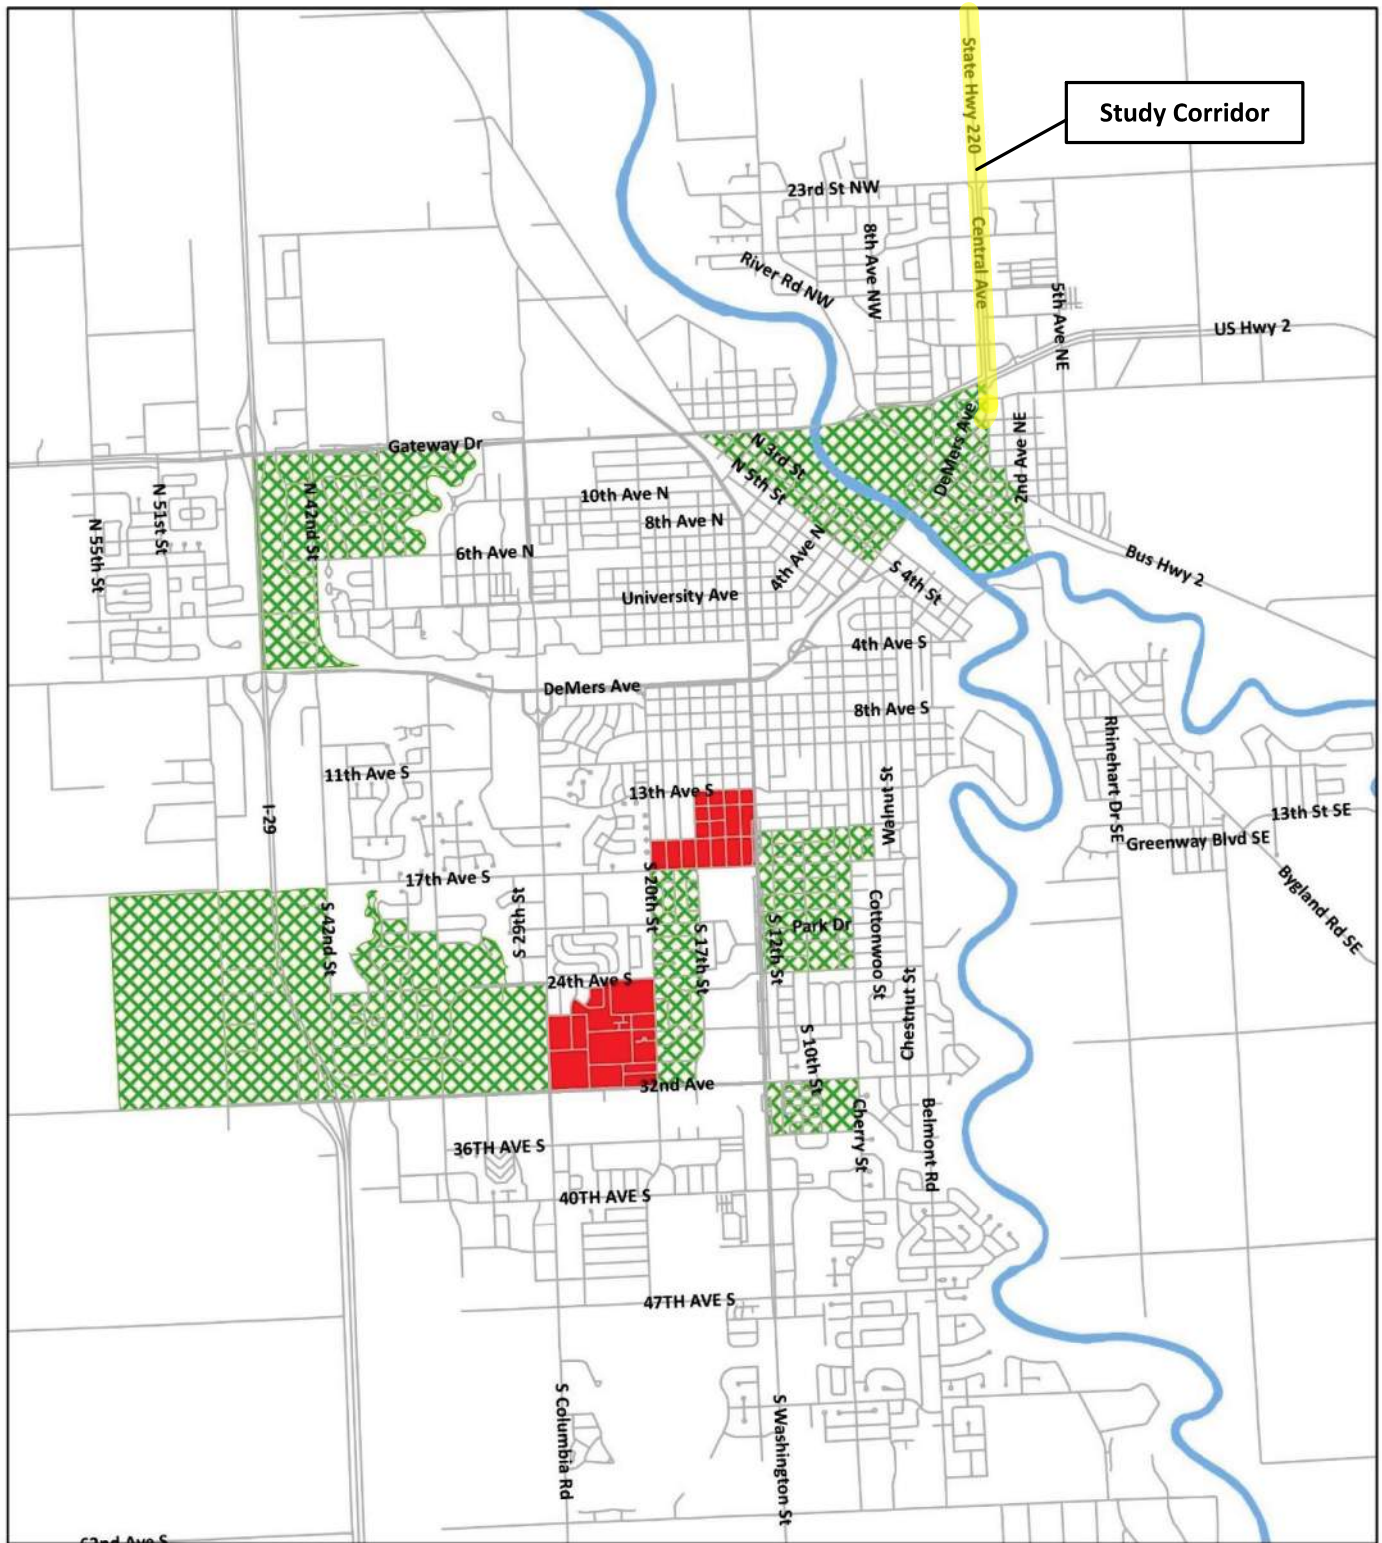 State Hwy 220
Study Corridor
23rd St NW
Central Ave
8th Ave NW
River Rd NW
5th Ave NE
US Hwy 2
Gateway Dr
N 3rd St
DeMers Ave
2nd Ave NE
N 5th St
N 42nd St
N 51st St
10th Ave N
8th Ave N
N 55th St
6th Ave N
4th Ave N
Bus Hwy 2
S 4th St
University Ave
4th Ave S
DeMers Ave
8th Ave S
Rhinehart Dr SE
11th Ave S
13th Ave S
Walnut St
I-29
13th St SE
Greenway Blvd SE
17th Ave S
S 20th St
Bygland Rd SE
S 42nd St
S 29th St
S 17th St
S 12th St
Park Dr
Cottonwoo St
24th Ave S
Chestnut St
S 10th St
32nd Ave
Cherry St
Belmont Rd
36TH AVE S
40TH AVE S
47TH AVE S
S Columbia Rd
S Washington St
62nd Ave S